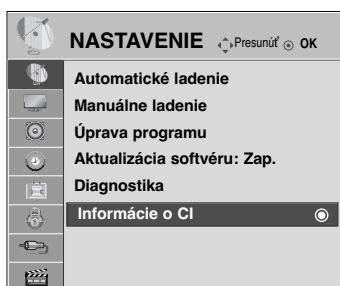 NASTAVENIE Presunúť OK
Automatické ladenie
Manuálne ladenie
Úprava programu
Aktualizácia softvéru: Zap.
Diagnostika
Informácie o CI